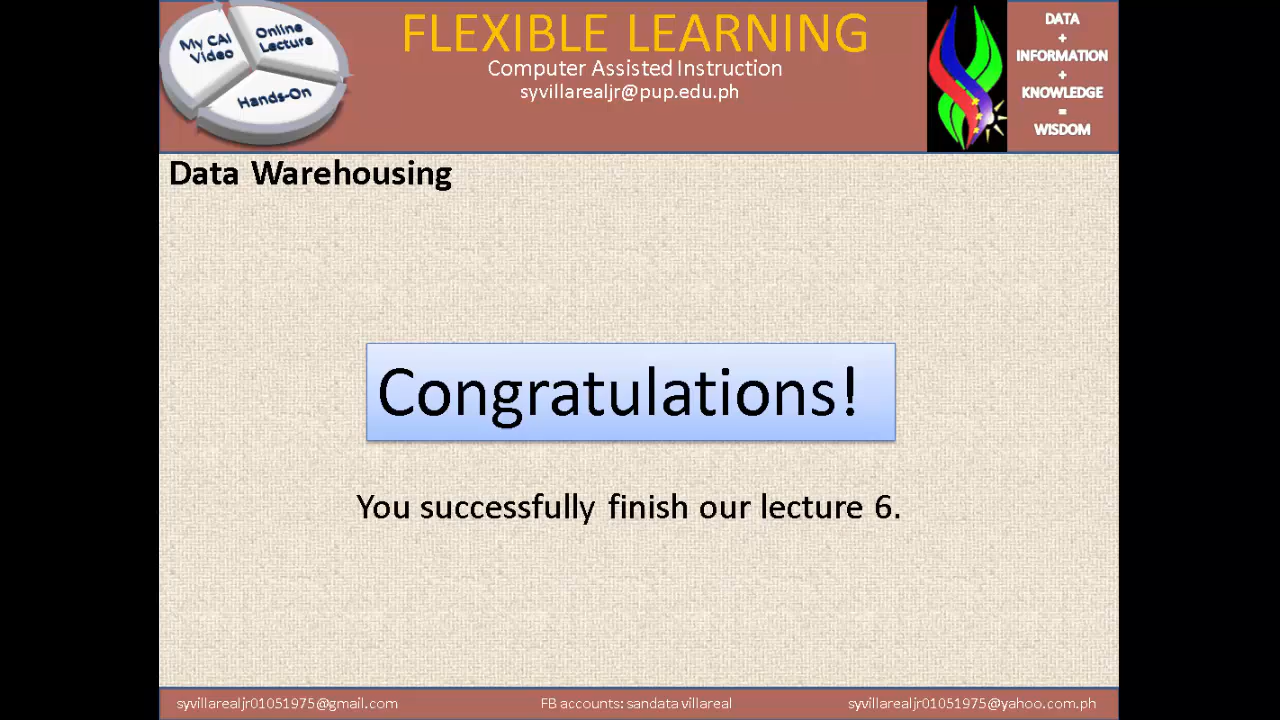 My CAI
Video
Online
Lecture
Hands-On
FLEXIBLE LEARNING
Computer Assisted Instruction
syvillarealjr@pup.edu.ph
DATA
+
INFORMATION
+
KNOWLEDGE
=
WISDOM
Data Warehousing
Congratulations!
You successfully finish our lecture 6.
syvillarealjr01051975@gmail.com
FB accounts: sandata villareal
syvillarealjr01051975@yahoo.com.ph